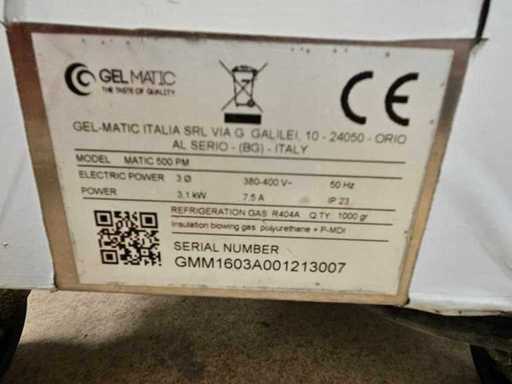 GEL MATIC
THE TASTE OF QUALITY
CE
GEL-MATIC ITALIA SRL VIA G. GALILEI, 10 - 24050 - ORIO
AL SERIO - (BG) - ITALY
MODEL MATIC 500 PM
ELECTRIC POWER 3 Ø 380-400 V~ 50 Hz
POWER 3,1 kW 7,5 A IP 23
REFRIGERATION GAS R404A Q.TY: 1000 gr
Insulation blowing gas: polyurethane + P-MDI
SERIAL NUMBER
GMM1603A001213007